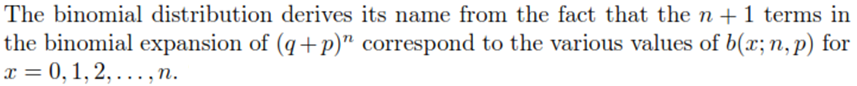 The binomial distribution derives its name from the fact that the n + 1 terms in
the binomial expansion of (q+p)ⁿ correspond to the various values of b(x; n, p) for
x = 0, 1, 2, . . . , n.